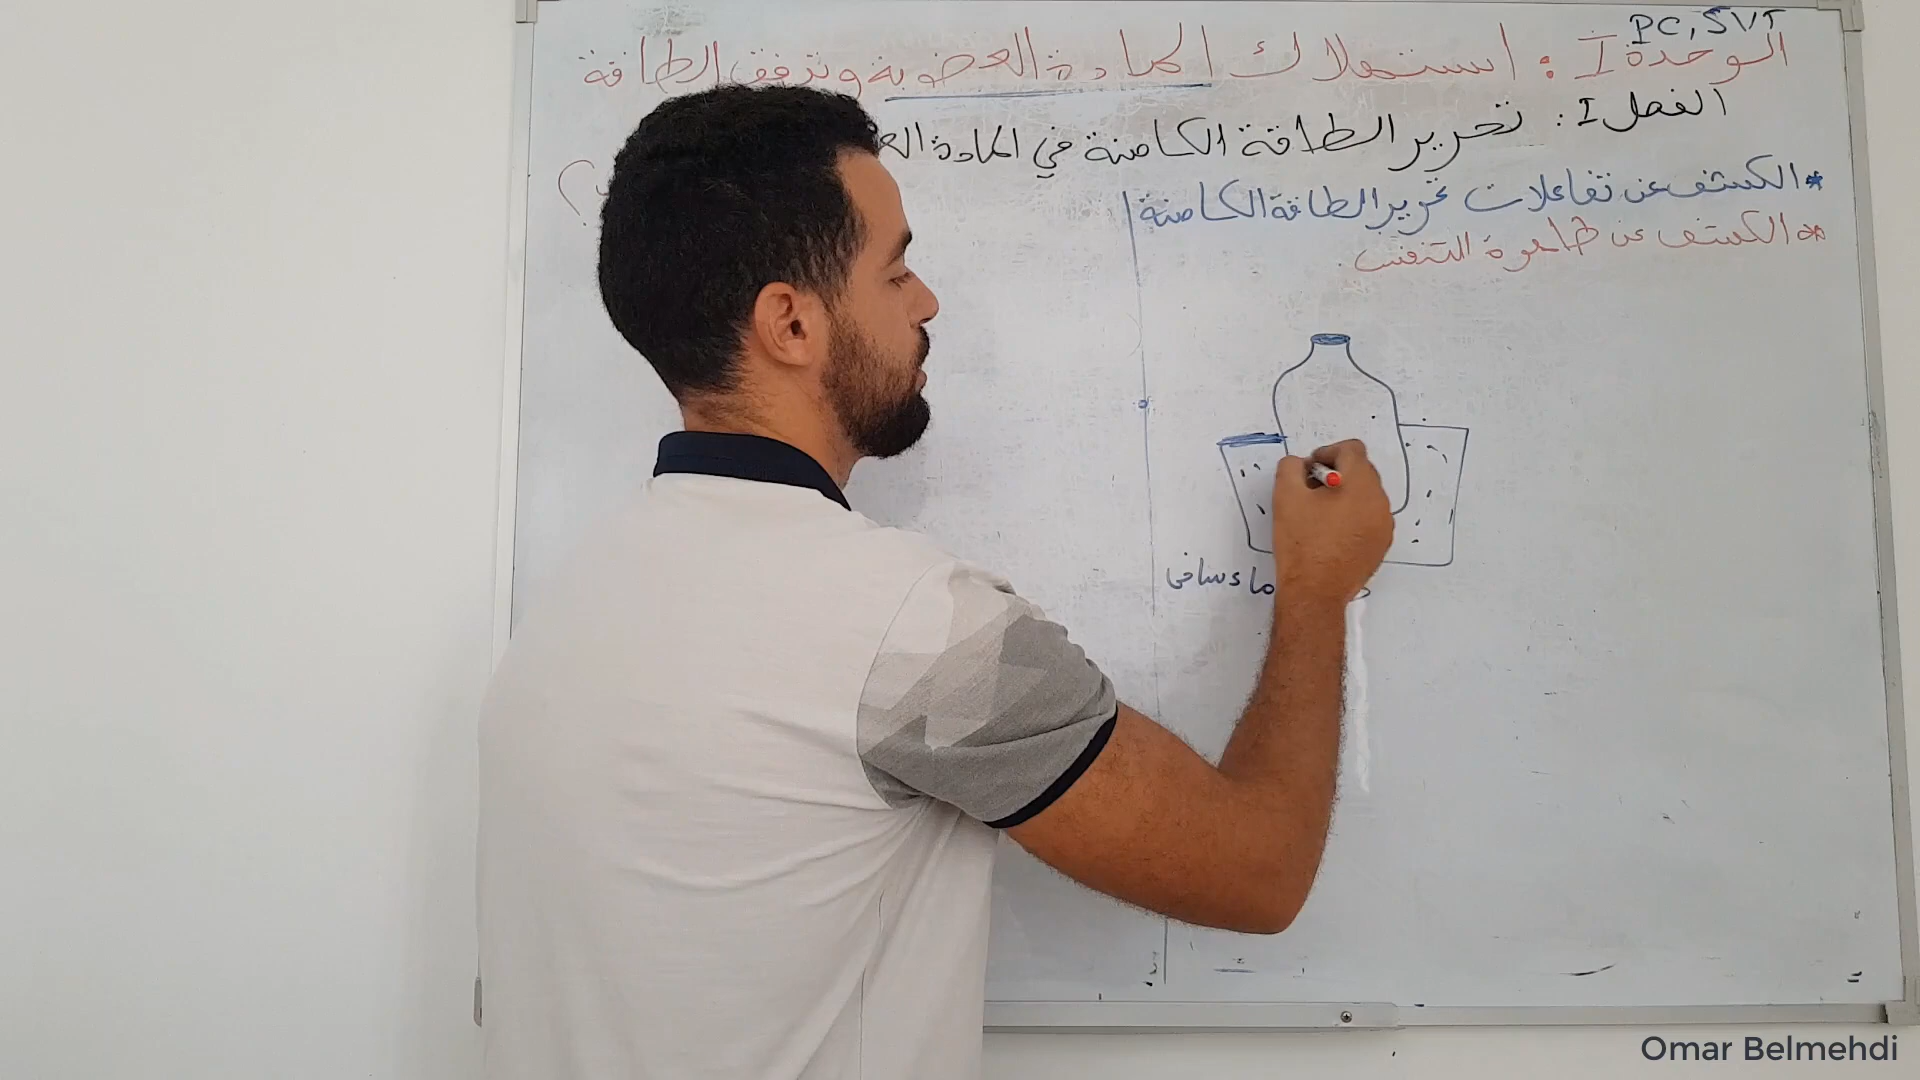 PC, SVT
الوحدة I : استهلاك المادة العضوية وتدفق الطاقة
الفصل I : تحرير الطاقة الكامنة في المادة الع
* الكشف عن تفاعلات تحرير الطاقة الكامنة
** الكشف عن ظاهرة التنفس.
ماء ساخن
Omar Belmehdi